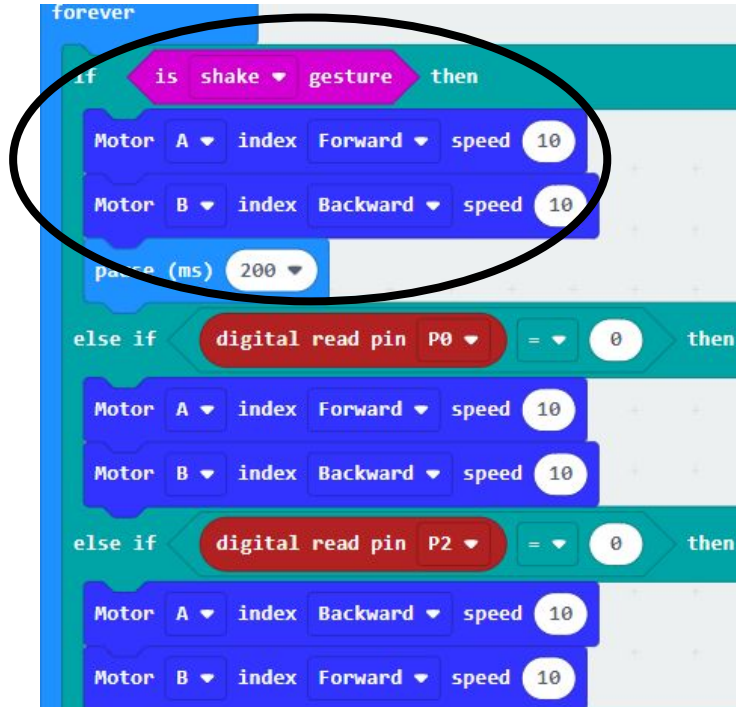 forever
if is shake gesture then
Motor A index Forward speed 10
Motor B index Backward speed 10
pause (ms) 200
else if digital read pin P0 = 0 then
Motor A index Forward speed 10
Motor B index Backward speed 10
else if digital read pin P2 = 0 then
Motor A index Backward speed 10
Motor B index Forward speed 10